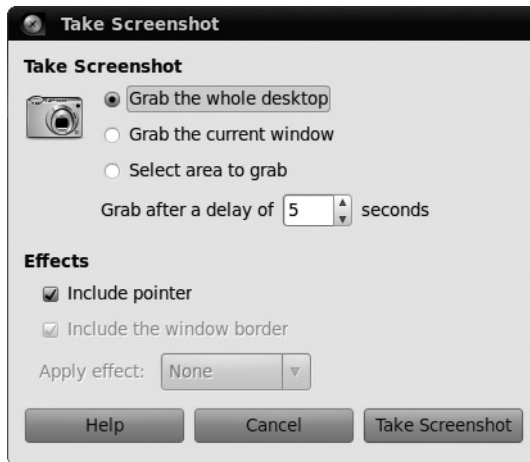 Take Screenshot
Take Screenshot
Grab the whole desktop
Grab the current window
Select area to grab
Grab after a delay of 5 seconds
Effects
Include pointer
Include the window border
Apply effect: None
Help Cancel Take Screenshot